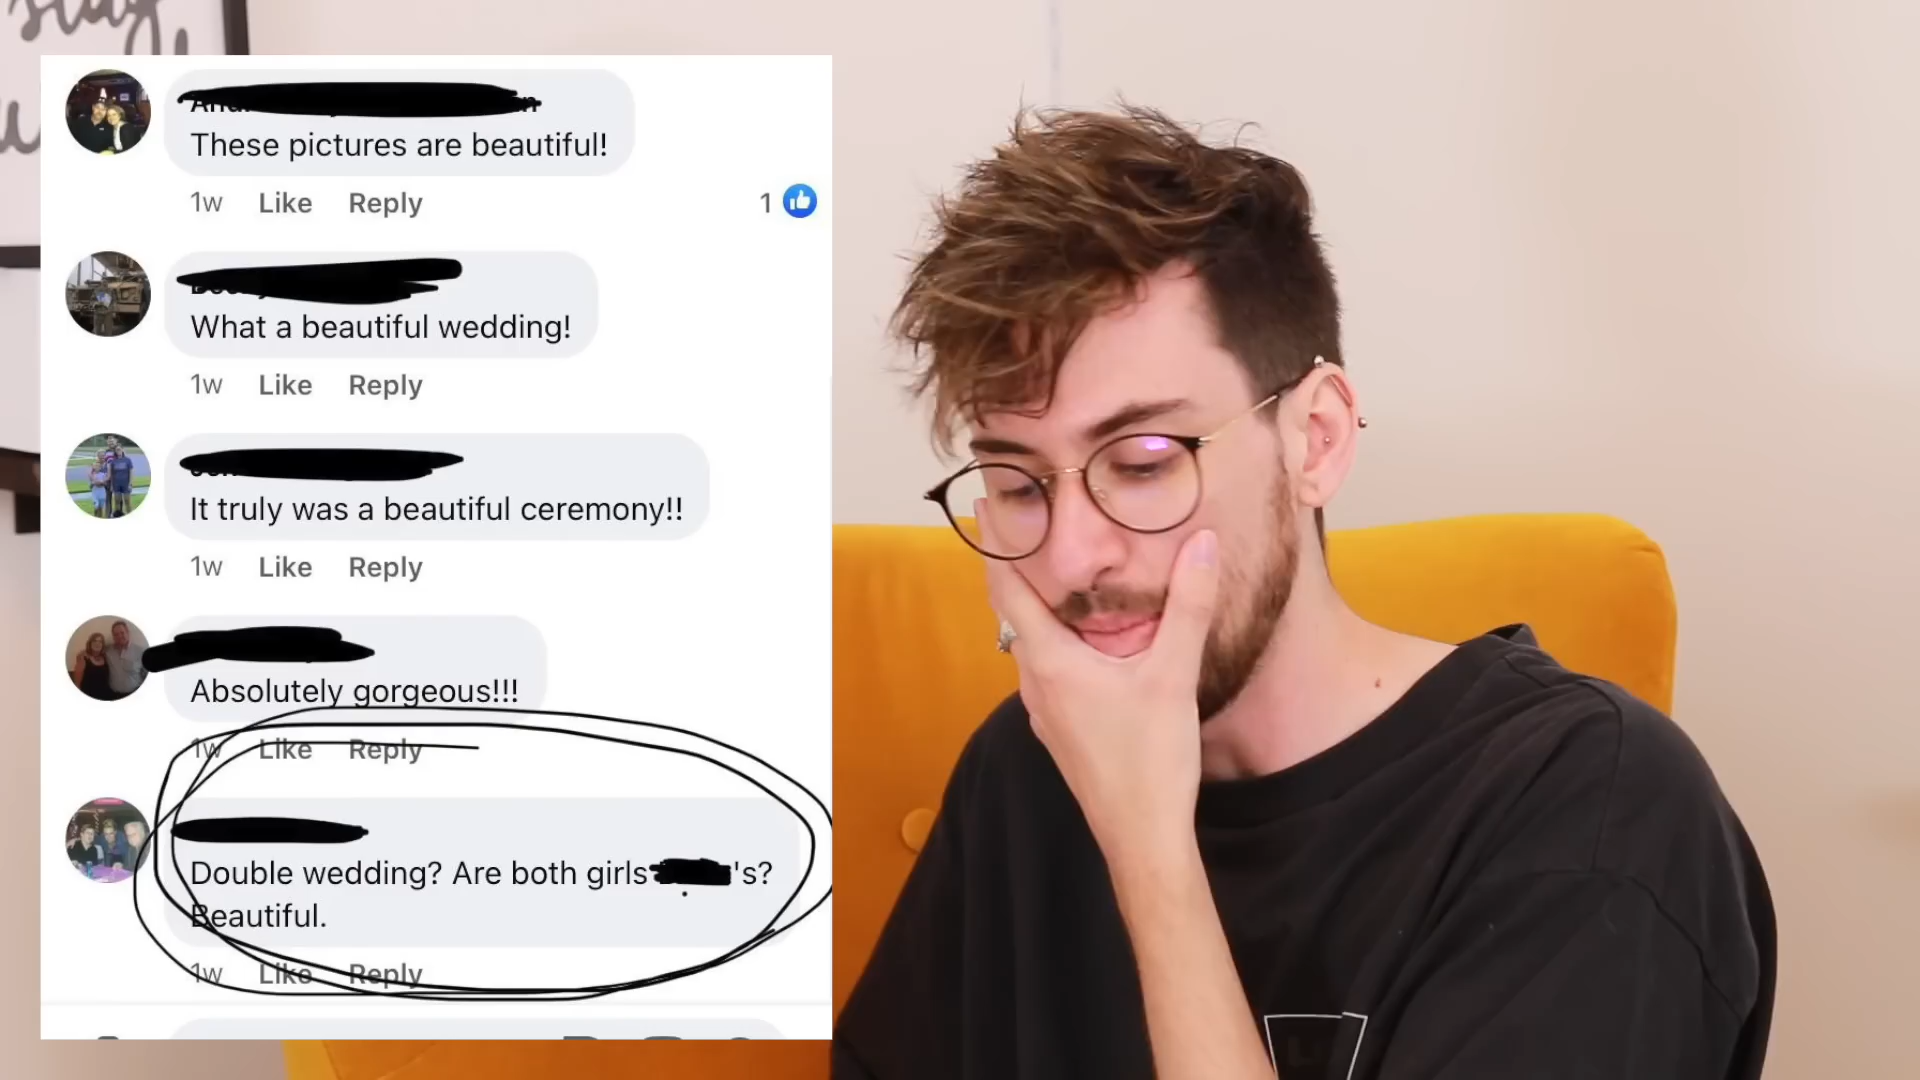 These pictures are beautiful!
1w Like Reply 1
What a beautiful wedding!
1w Like Reply
It truly was a beautiful ceremony!!
1w Like Reply
Absolutely gorgeous!!!
1w Like Reply
Double wedding? Are both girls 's?
Beautiful.
1w Like Reply